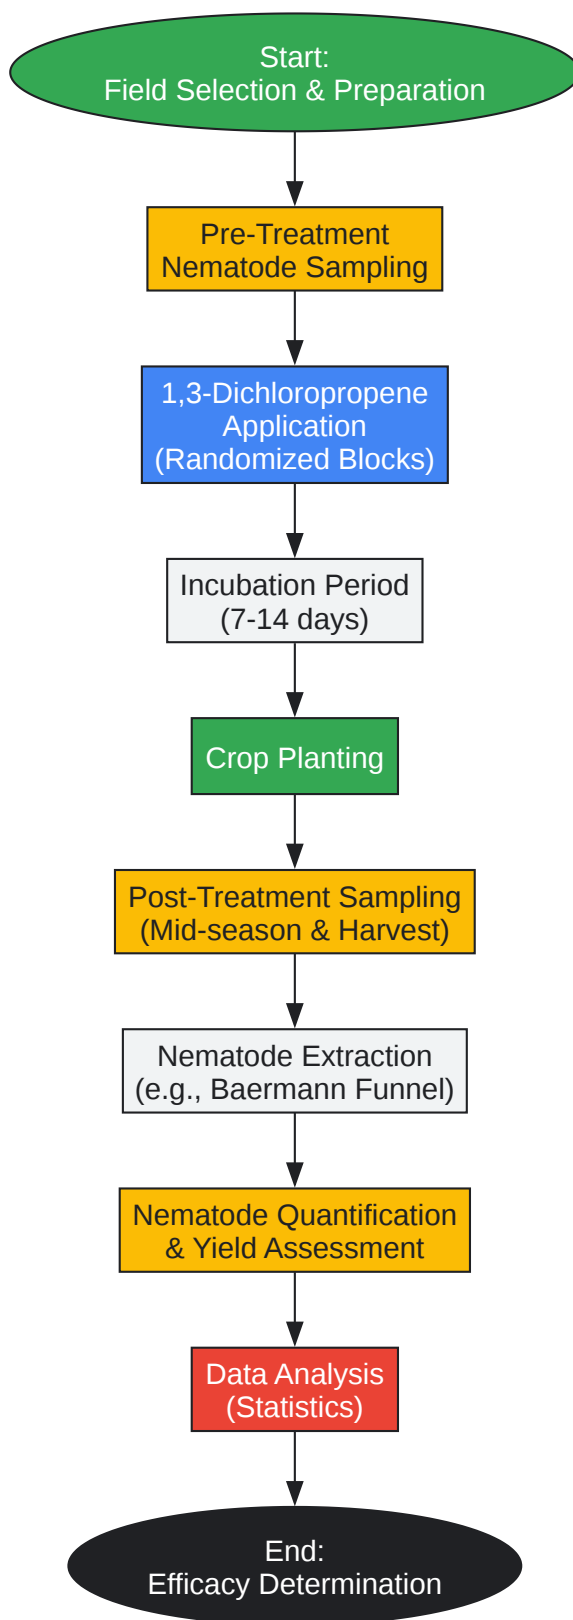 Start:
Field Selection & Preparation
Pre-Treatment
Nematode Sampling
1,3-Dichloropropene
Application
(Randomized Blocks)
Incubation Period
(7-14 days)
Crop Planting
Post-Treatment Sampling
(Mid-season & Harvest)
Nematode Extraction
(e.g., Baermann Funnel)
Nematode Quantification
& Yield Assessment
Data Analysis
(Statistics)
End:
Efficacy Determination